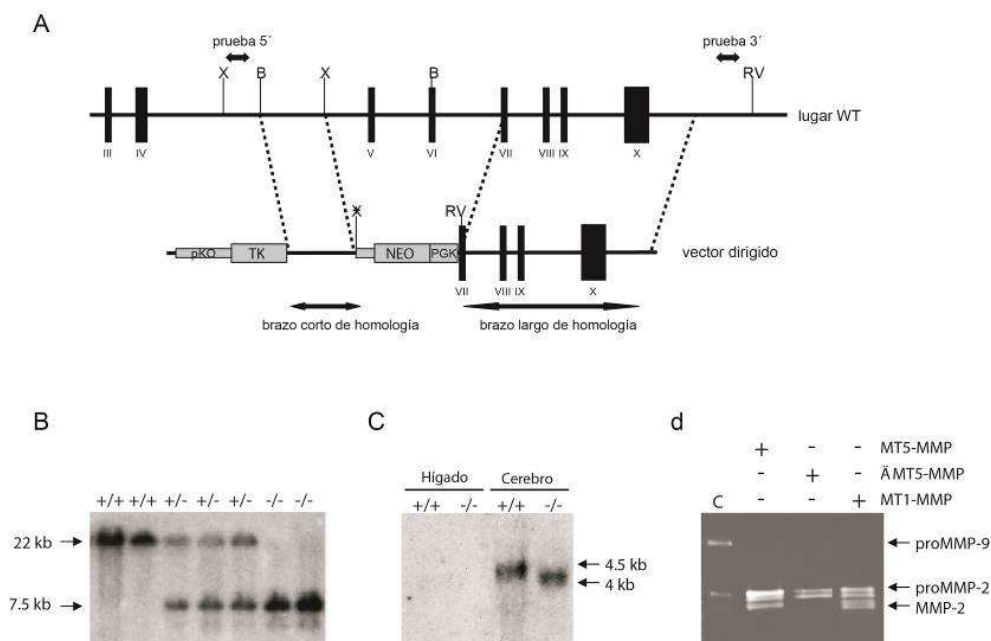 A
prueba 5´
prueba 3´
X
B
X
B
RV
lugar WT
III
IV
V
VI
VII
VIII
IX
X
X
RV
pKO
TK
NEO
PGK
vector dirigido
VII
VIII
IX
X
brazo corto de homología
brazo largo de homología
B
+/+ +/+ +/- +/- +/- -/- -/-
22 kb
7.5 kb
C
Hígado
Cerebro
+/+ -/- +/+ -/-
4.5 kb
4 kb
d
+ - - MT5-MMP
- + - ÄMT5-MMP
C - - + MT1-MMP
proMMP-9
proMMP-2
MMP-2